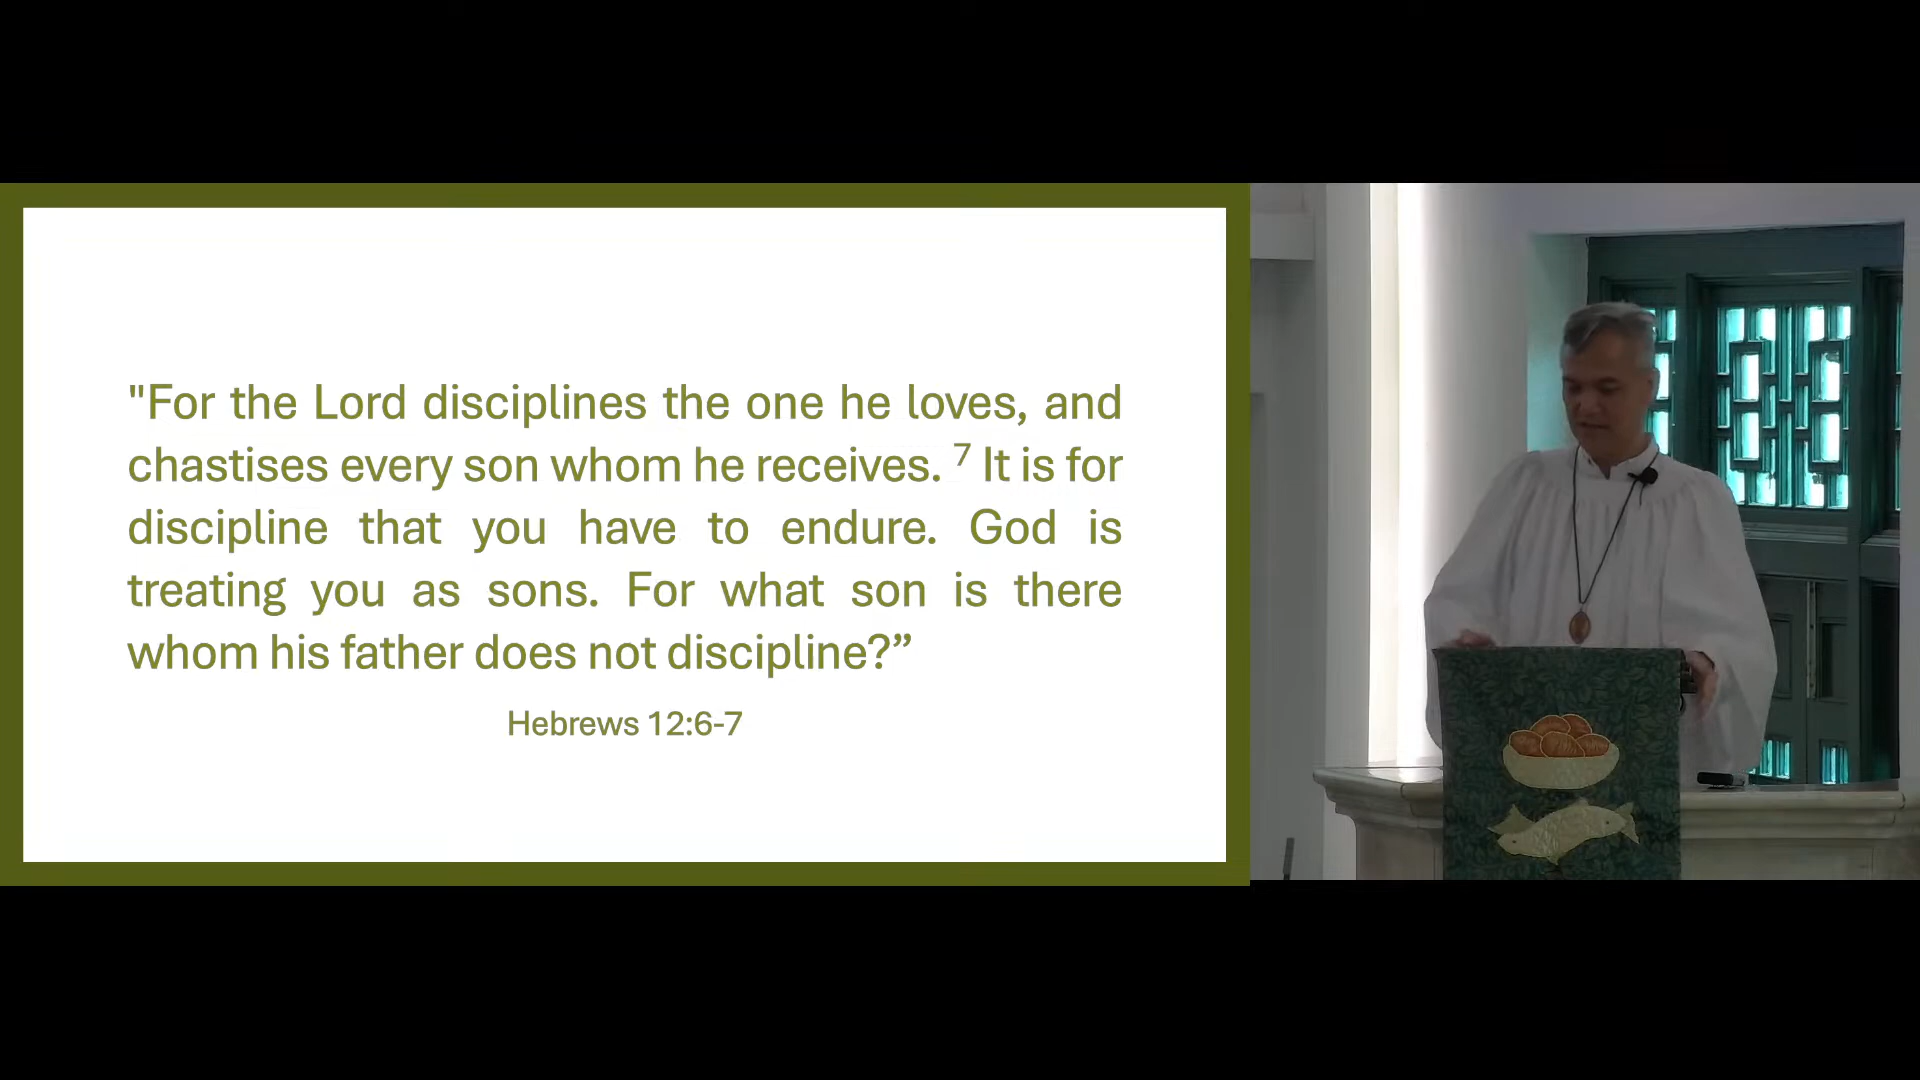 "For the Lord disciplines the one he loves, and
chastises every son whom he receives. ⁷ It is for
discipline that you have to endure. God is
treating you as sons. For what son is there
whom his father does not discipline?”
Hebrews 12:6-7